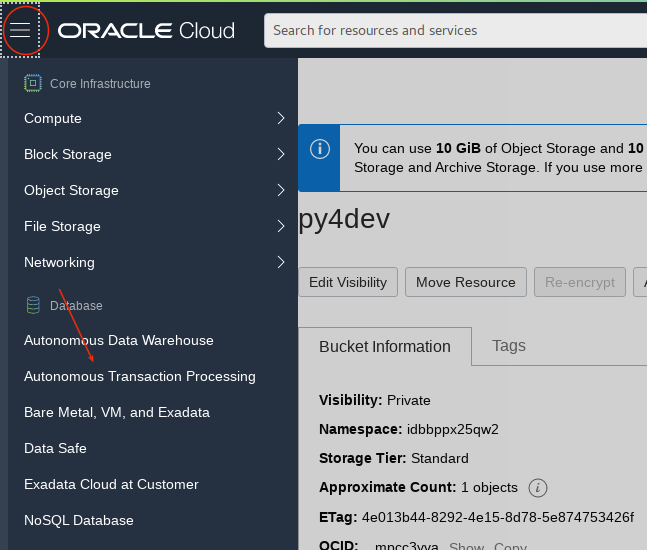 ORACLE Cloud
Search for resources and services
Core Infrastructure
Compute
Block Storage
Object Storage
File Storage
Networking
Database
Autonomous Data Warehouse
Autonomous Transaction Processing
Bare Metal, VM, and Exadata
Data Safe
Exadata Cloud at Customer
NoSQL Database
You can use 10 GiB of Object Storage and 10
Storage and Archive Storage. If you use more
py4dev
Edit Visibility
Move Resource
Re-encrypt
Bucket Information
Tags
Visibility: Private
Namespace: idbbppx25qw2
Storage Tier: Standard
Approximate Count: 1 objects
ETag: 4e013b44-8292-4e15-8d78-5e874753426f
OCID: ...mpcc3yva Show Copy